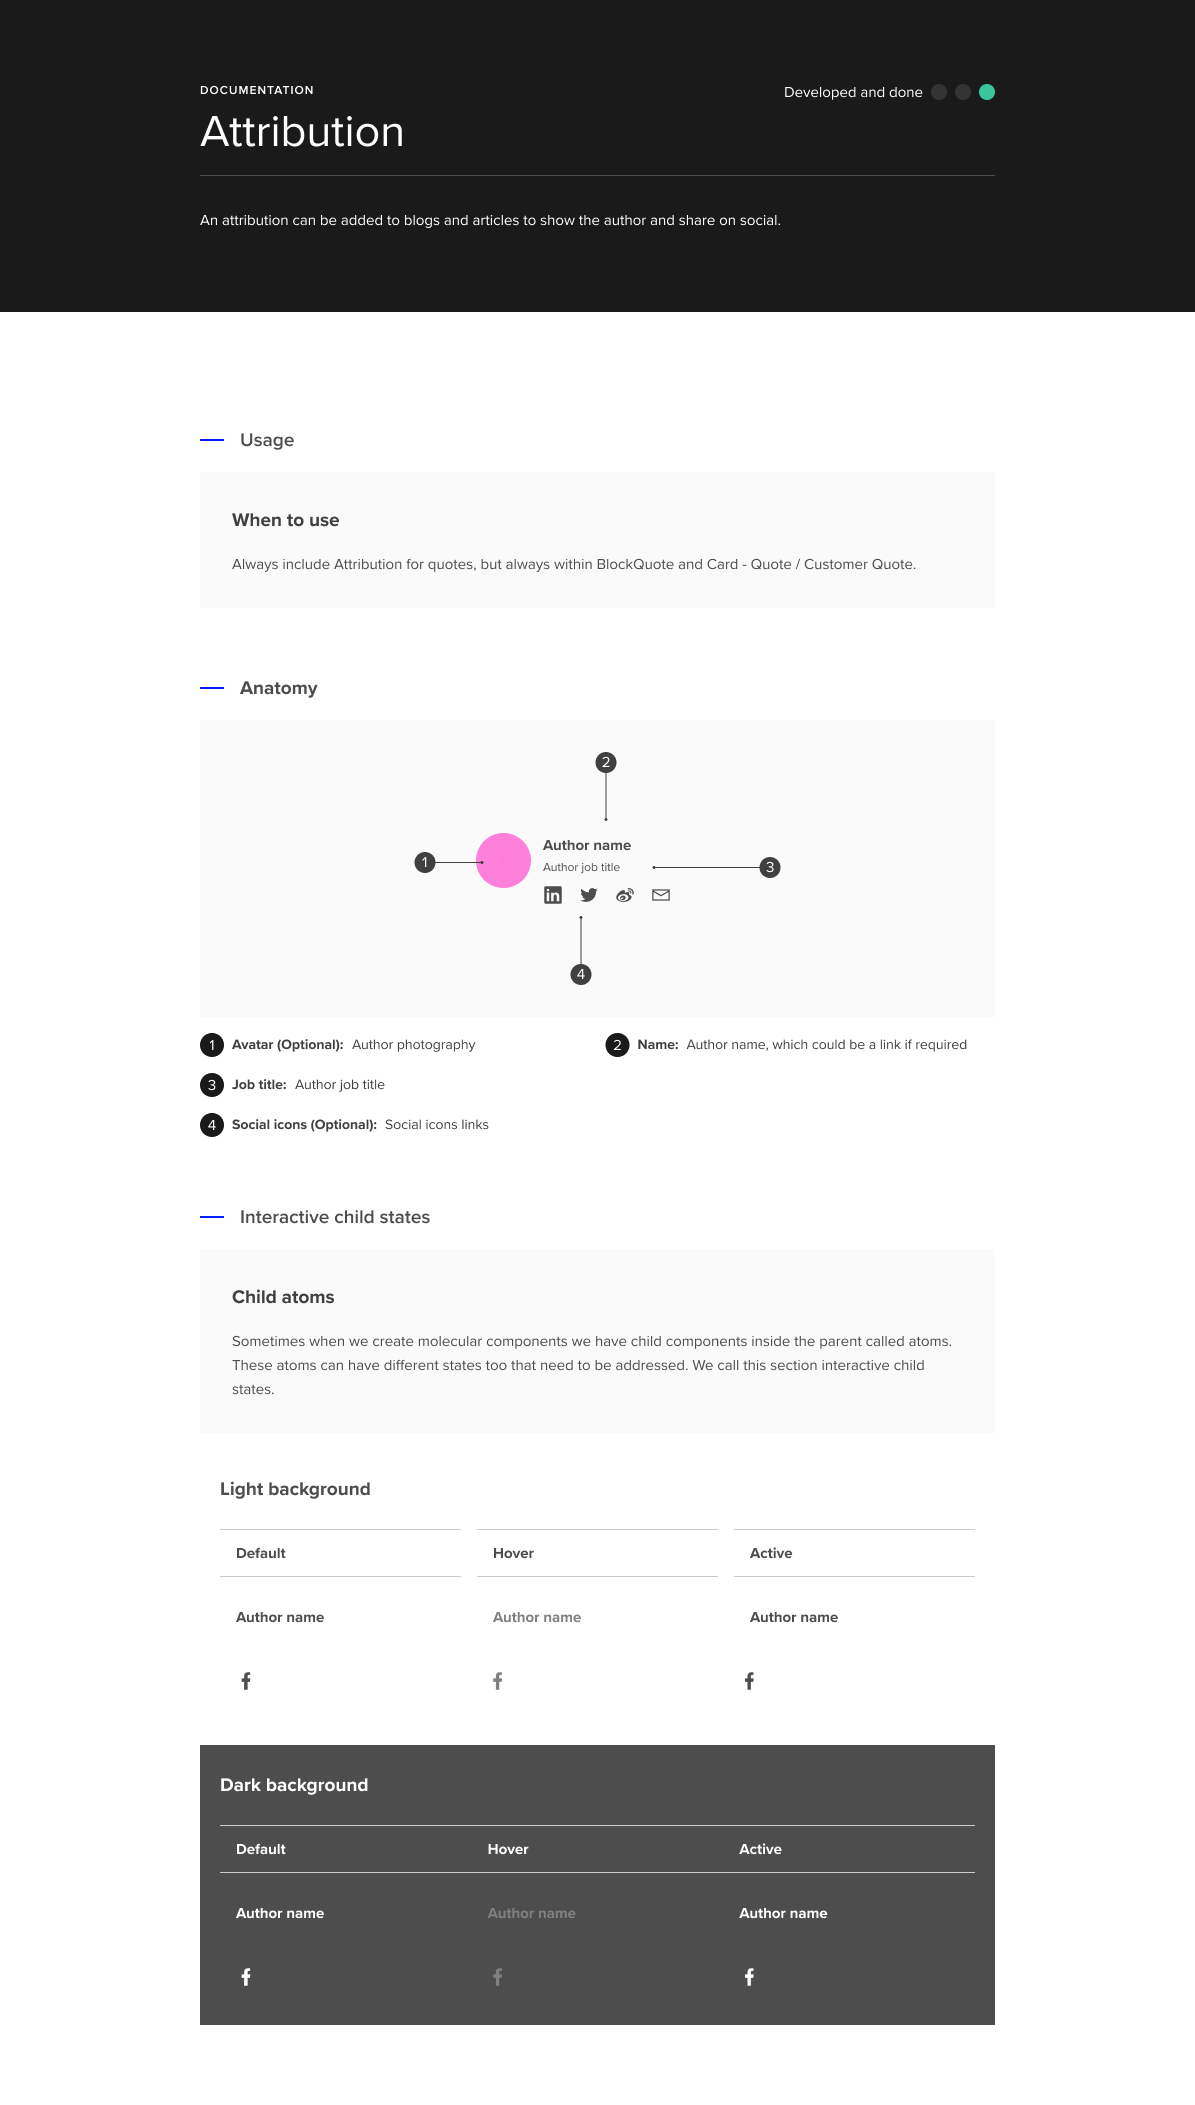 DOCUMENTATION
Developed and done
Attribution
An attribution can be added to blogs and articles to show the author and share on social.
Usage
When to use
Always include Attribution for quotes, but always within BlockQuote and Card - Quote / Customer Quote.
Anatomy
2
Author name
1
Author job title
3
in
4
1 Avatar (Optional): Author photography
2 Name: Author name, which could be a link if required
3 Job title: Author job title
4 Social icons (Optional): Social icons links
Interactive child states
Child atoms
Sometimes when we create molecular components we have child components inside the parent called atoms.
These atoms can have different states too that need to be addressed. We call this section interactive child
states.
Light background
Default Hover Active
Author name Author name Author name
f f f
Dark background
Default Hover Active
Author name Author name Author name
f f f